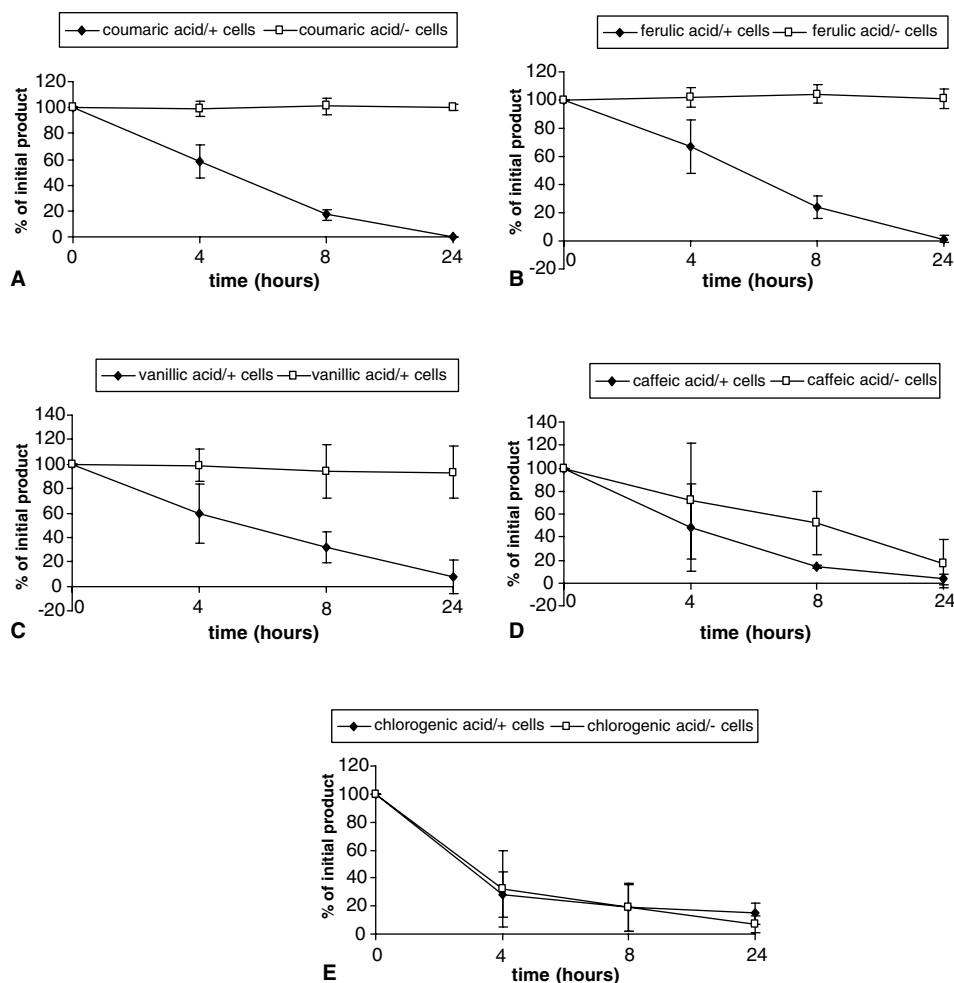 coumaric acid/+ cells coumaric acid/- cells
120
100
80
60
40
20
0
% of initial product
0 4 8 24
time (hours)
A
ferulic acid/+ cells ferulic acid/- cells
120
100
80
60
40
20
0
-20
% of initial product
0 4 8 24
time (hours)
B
vanillic acid/+ cells vanillic acid/+ cells
140
120
100
80
60
40
20
0
-20
% of initial product
0 4 8 24
time (hours)
C
caffeic acid/+ cells caffeic acid/- cells
140
120
100
80
60
40
20
0
-20
% of initial product
0 4 8 24
time (hours)
D
chlorogenic acid/+ cells chlorogenic acid/- cells
120
100
80
60
40
20
0
% of initial product
0 4 8 24
time (hours)
E